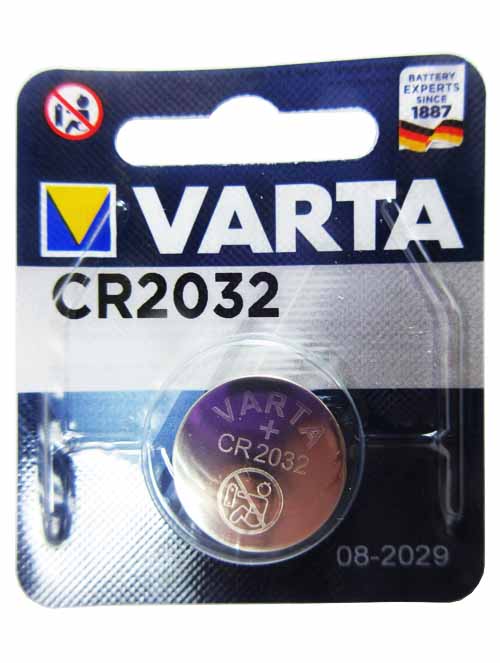 BATTERY
EXPERTS
SINCE
1887
VARTA
CR2032
VARTA
+
CR2032
08-2029